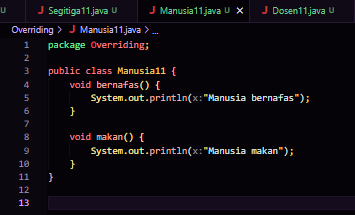 U
J Segitiga11.java U
J Manusia11.java U ×
J Dosen11.java U
Overriding > J Manusia11.java > ...
1 package Overriding;
2
3 public class Manusia11 {
4 void bernafas() {
5 System.out.println(x:"Manusia bernafas");
6 }
7
8 void makan() {
9 System.out.println(x:"Manusia makan");
10 }
11 }
12
13